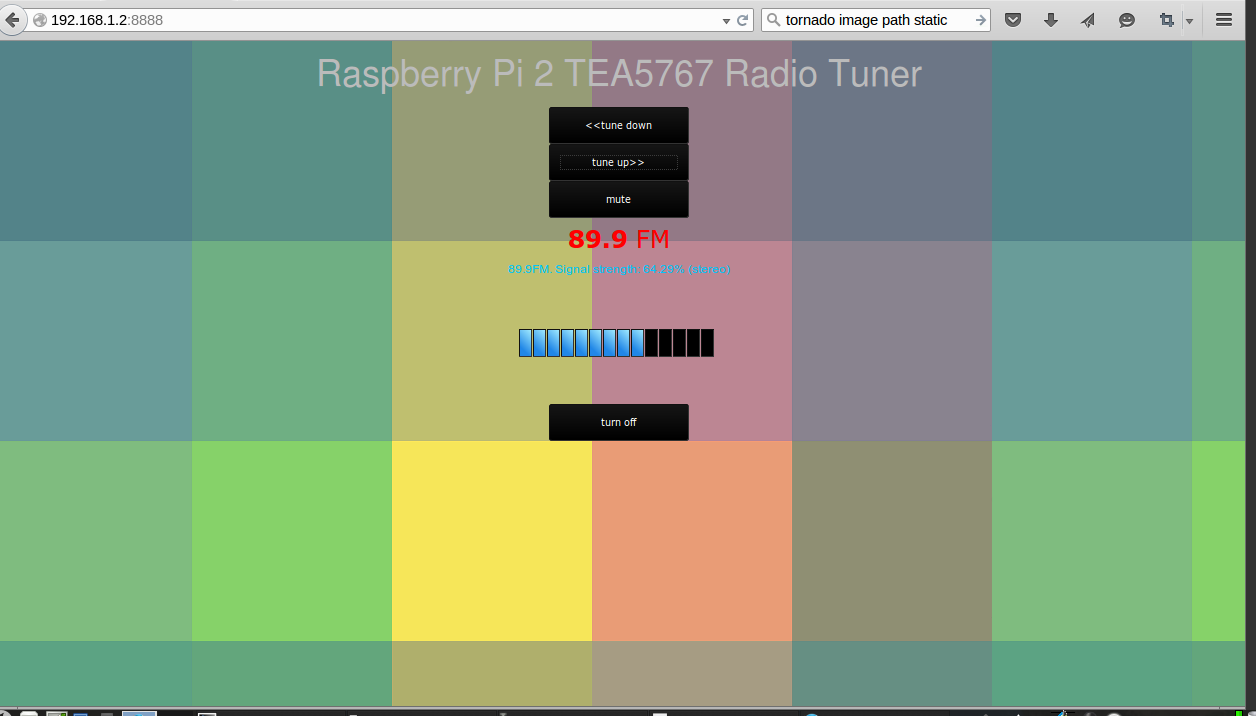 192.168.1.2:8888
tornado image path static
Raspberry Pi 2 TEA5767 Radio Tuner
<<tune down
tune up>>
mute
89.9 FM
89.9FM. Signal strength: 64.29% (stereo)
turn off